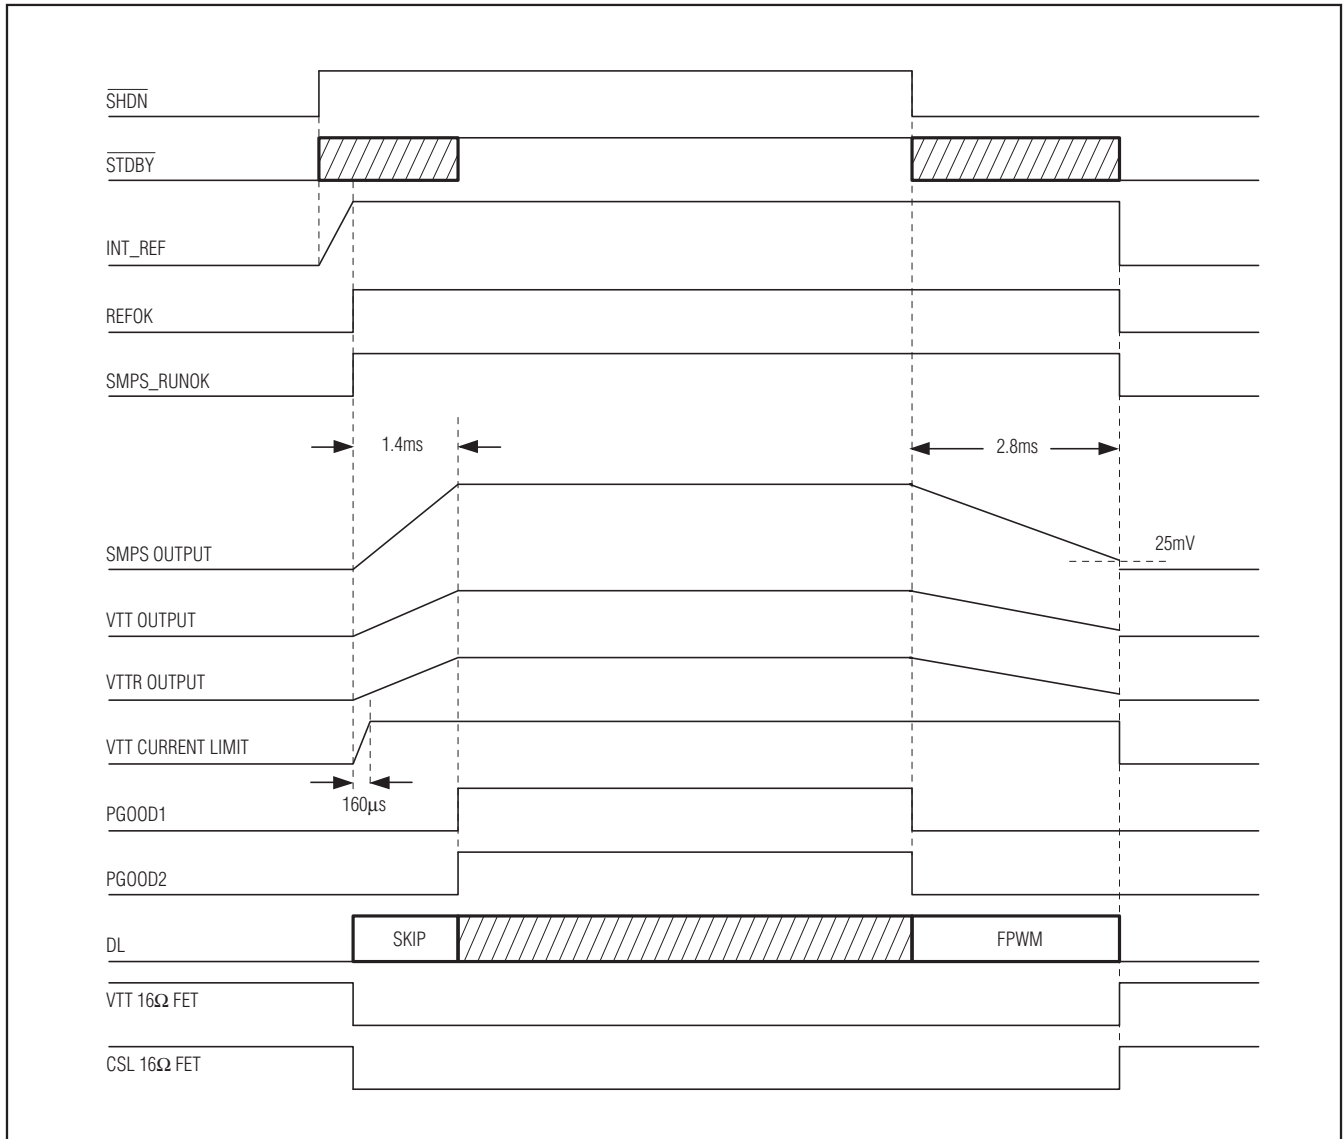 SHDN
STDBY
INT_REF
REFOK
SMPS_RUNOK
1.4ms
2.8ms
25mV
SMPS OUTPUT
VTT OUTPUT
VTTR OUTPUT
VTT CURRENT LIMIT
160μs
PGOOD1
PGOOD2
DL
SKIP
FPWM
VTT 16Ω FET
CSL 16Ω FET